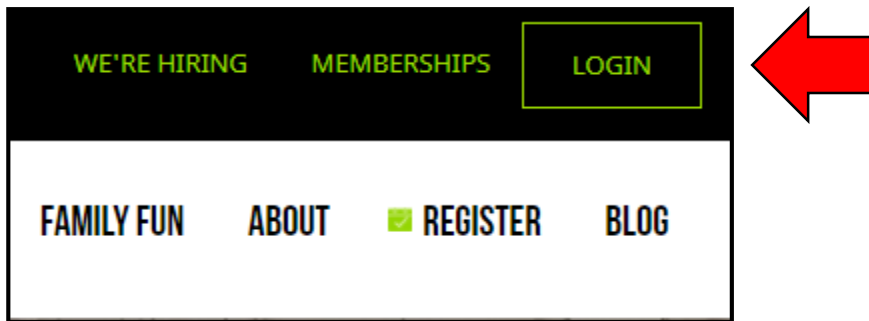 WE'RE HIRING MEMBERSHIPS LOGIN
FAMILY FUN ABOUT REGISTER BLOG